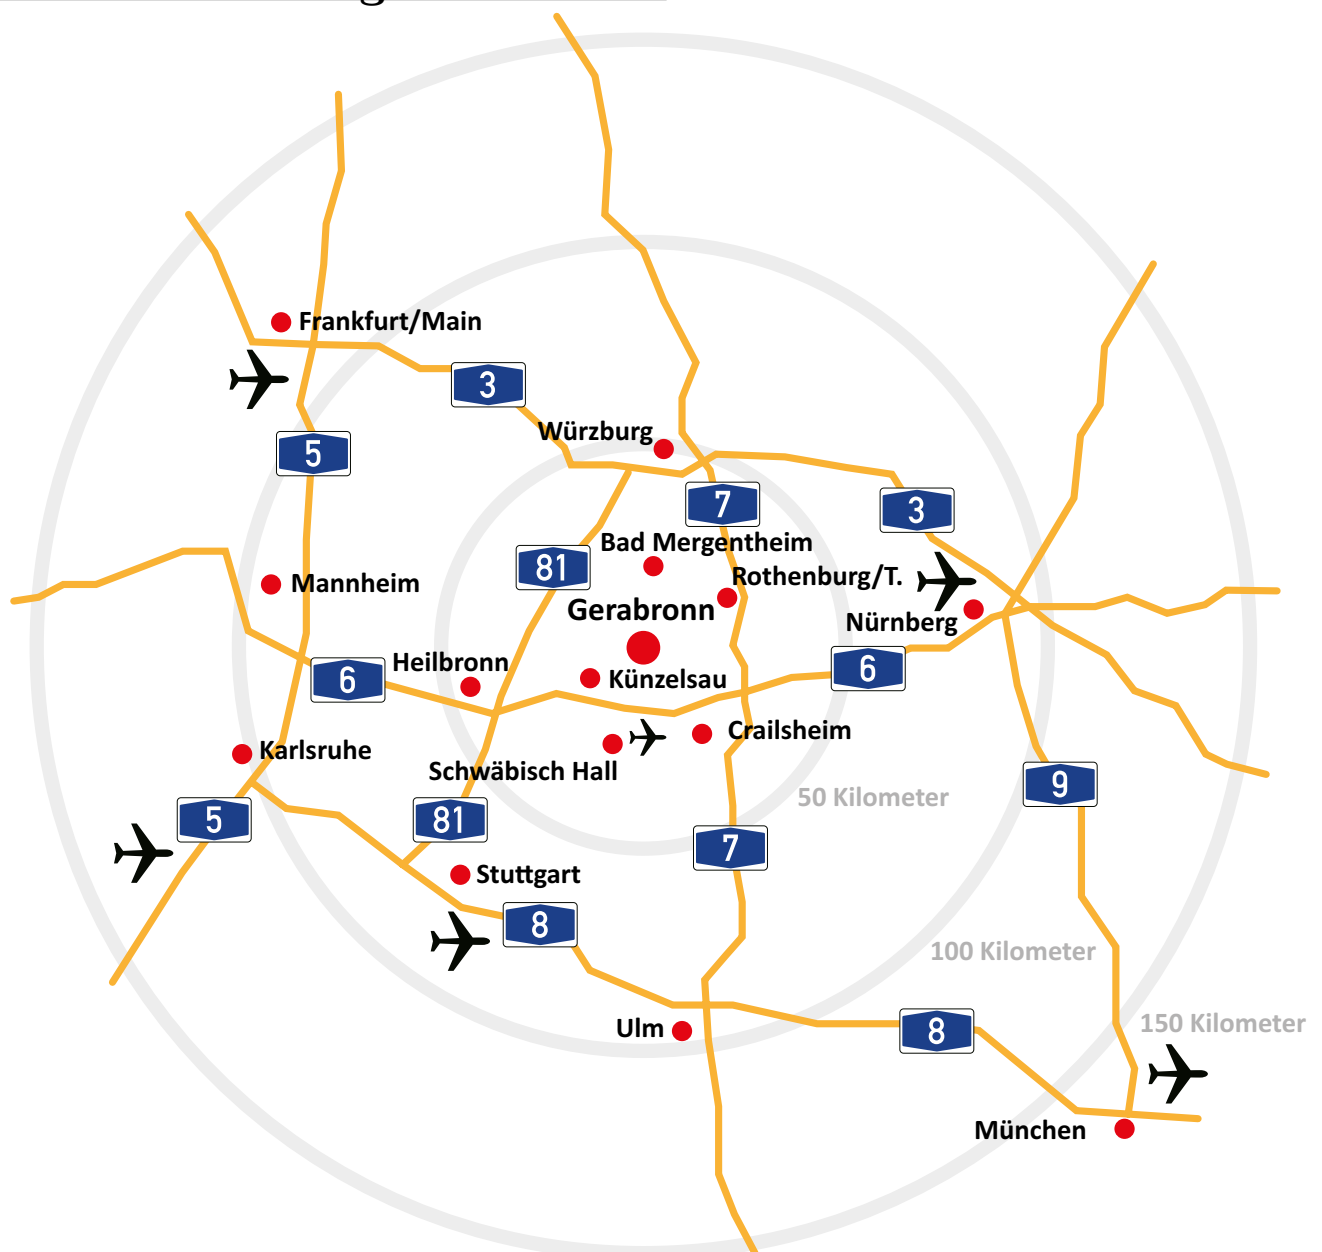 Frankfurt/Main
3
Würzburg
5
7
3
Bad Mergentheim
81
Rothenburg/T.
Mannheim
Gerabronn
Nürnberg
Heilbronn
6
6
Künzelsau
Crailsheim
Karlsruhe
Schwäbisch Hall
9
50 Kilometer
5
81
7
Stuttgart
8
100 Kilometer
150 Kilometer
Ulm
8
München